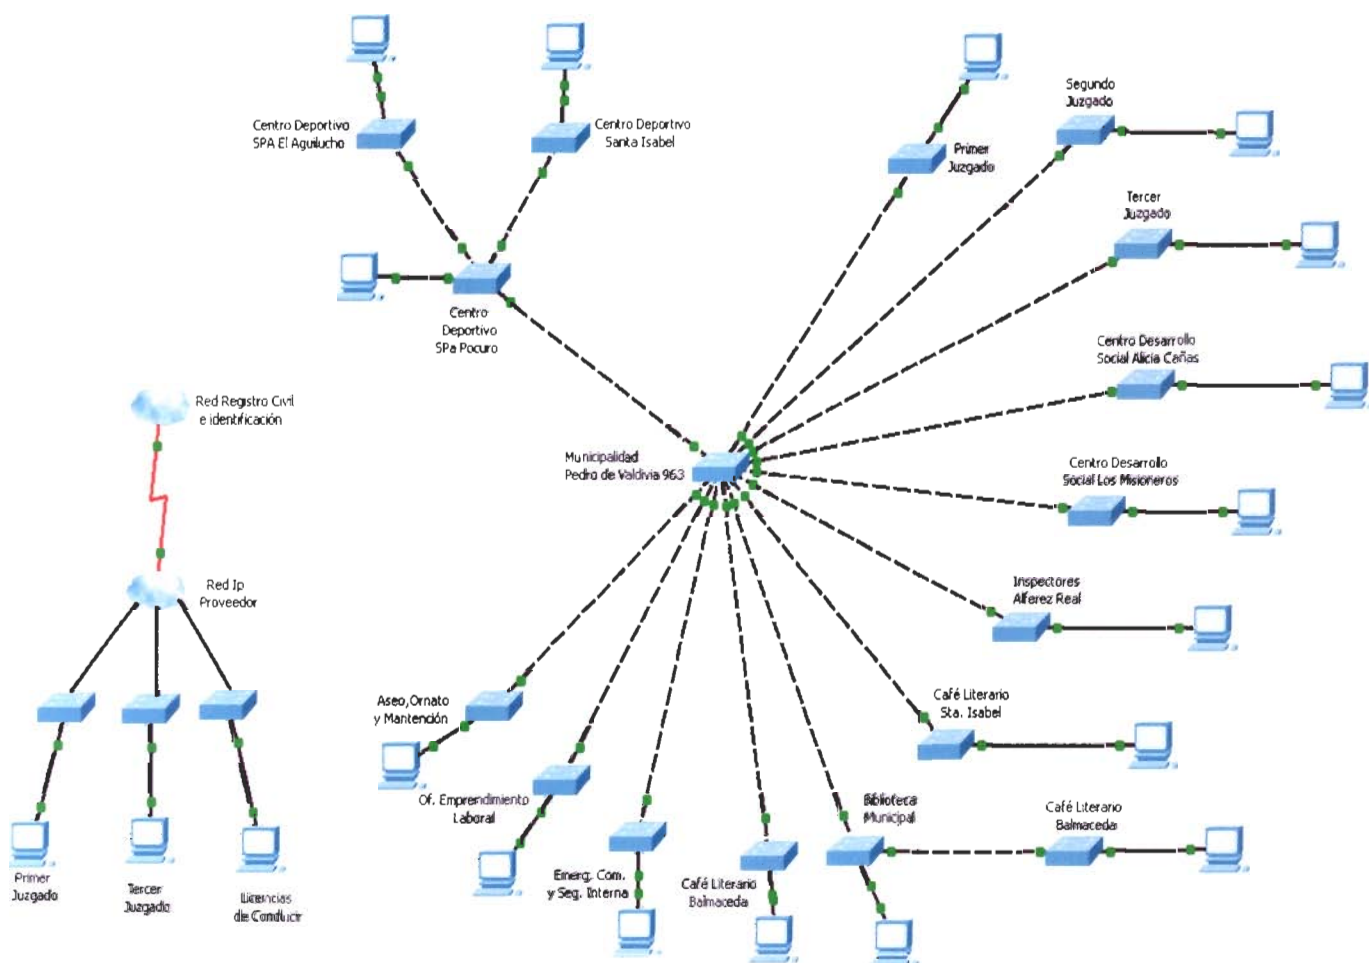 Centro Deportivo
SPA El Aguilucho
Centro Deportivo
Santa Isabel
Centro
Deportivo
SPa Pocuro
Primer
Juzgado
Segundo
Juzgado
Tercer
Juzgado
Centro Desarrollo
Social Alicia Cañas
Centro Desarrollo
Social Los Misioneros
Municipalidad
Pedro de Valdivia 963
Inspectores
Alferez Real
Café Literario
Sta. Isabel
Biblioteca
Municipal
Café Literario
Balmaceda
Café Literario
Balmaceda
Emerg. Com.
y Seg. Interna
Of. Emprendimiento
Laboral
Aseo,Ornato
y Mantención
Red Registro Civil
e identificación
Red Ip
Proveedor
Primer
Juzgado
Tercer
Juzgado
Licencias
de Conducir